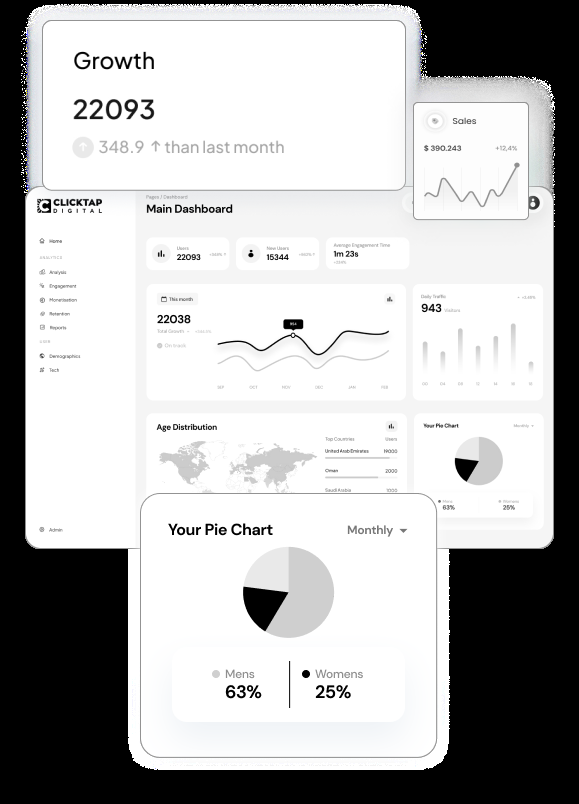 Growth
22093
348.9 ↑ than last month
Sales
$ 390.243
+12,4%
CLICKTAP
DIGITAL
Pages / Dashboard
Main Dashboard
Home
ANALYTICS
Analysis
Engagement
Monetisation
Retention
Reports
USER
Demographics
Tech
Admin
Users
22093
New Users
15344
Average Engagement Time
1m 23s
This month
22038
Total Growth
On track
SEP OCT NOV DEC JAN FEB
Daily Traffic
943 Visitors
Age Distribution
Top Countries Users
United Arab Emirates 19000
Oman 2000
Saudi Arabia
Your Pie Chart Monthly
Mens Womens
63% 25%
Your Pie Chart Monthly
Mens Womens
63% 25%